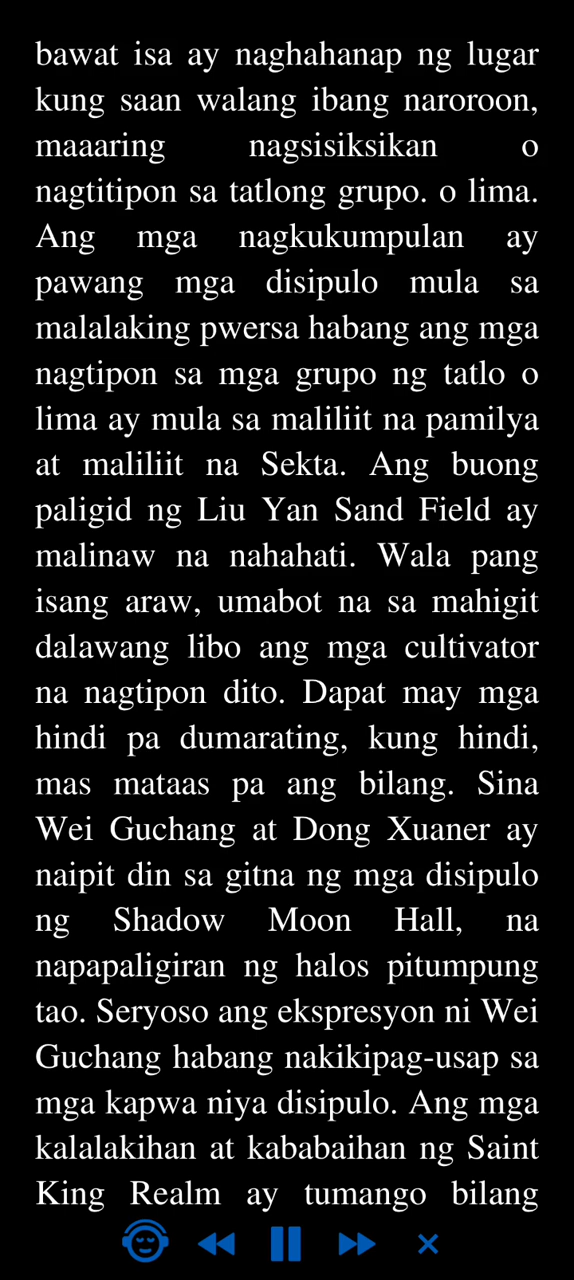 bawat isa ay naghahanap ng lugar
kung saan walang ibang naroroon,
maaaring nagsisiksikan o
nagtitipon sa tatlong grupo. o lima.
Ang mga nagkukumpulan ay
pawang mga disipulo mula sa
malalaking pwersa habang ang mga
nagtipon sa mga grupo ng tatlo o
lima ay mula sa maliliit na pamilya
at maliliit na Sekta. Ang buong
paligid ng Liu Yan Sand Field ay
malinaw na nahahati. Wala pang
isang araw, umabot na sa mahigit
dalawang libo ang mga cultivator
na nagtipon dito. Dapat may mga
hindi pa dumarating, kung hindi,
mas mataas pa ang bilang. Sina
Wei Guchang at Dong Xuaner ay
naipit din sa gitna ng mga disipulo
ng Shadow Moon Hall, na
napapaligiran ng halos pitumpung
tao. Seryoso ang ekspresyon ni Wei
Guchang habang nakikipag-usap sa
mga kapwa niya disipulo. Ang mga
kalalakihan at kababaihan ng Saint
King Realm ay tumango bilang